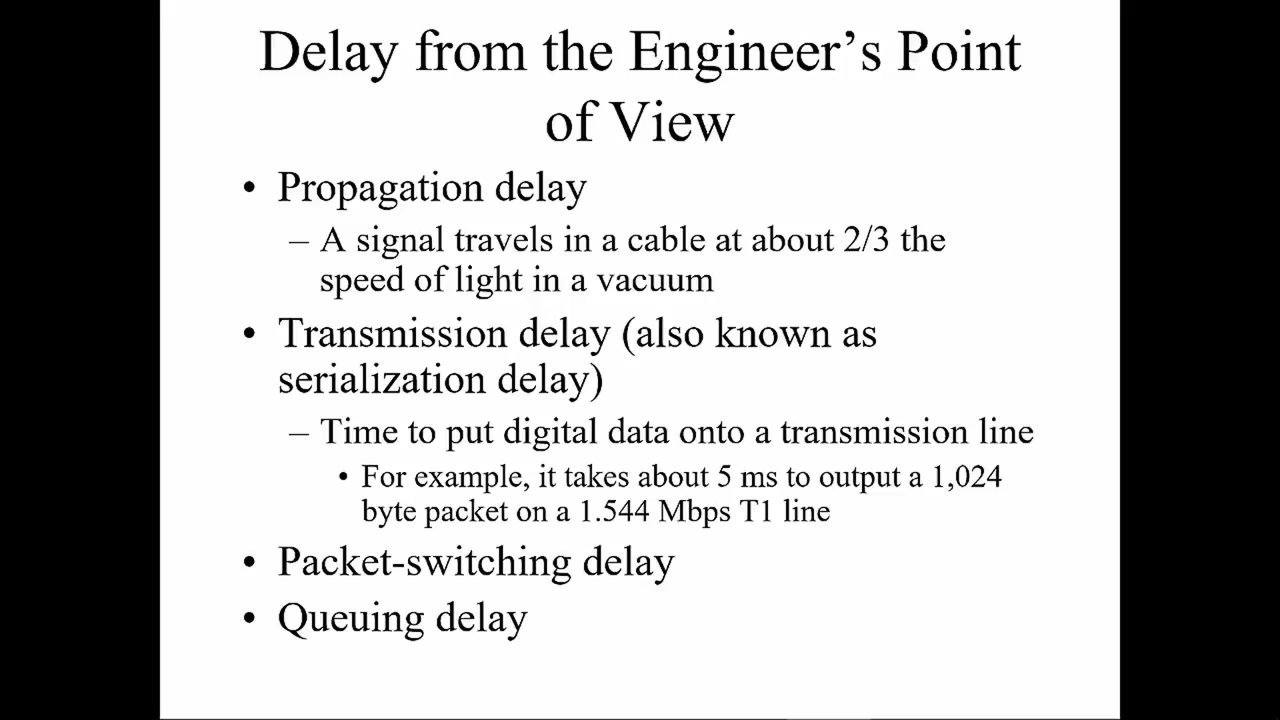 Delay from the Engineer’s Point
of View
• Propagation delay
– A signal travels in a cable at about 2/3 the
speed of light in a vacuum
• Transmission delay (also known as
serialization delay)
– Time to put digital data onto a transmission line
• For example, it takes about 5 ms to output a 1,024
byte packet on a 1.544 Mbps T1 line
• Packet-switching delay
• Queuing delay